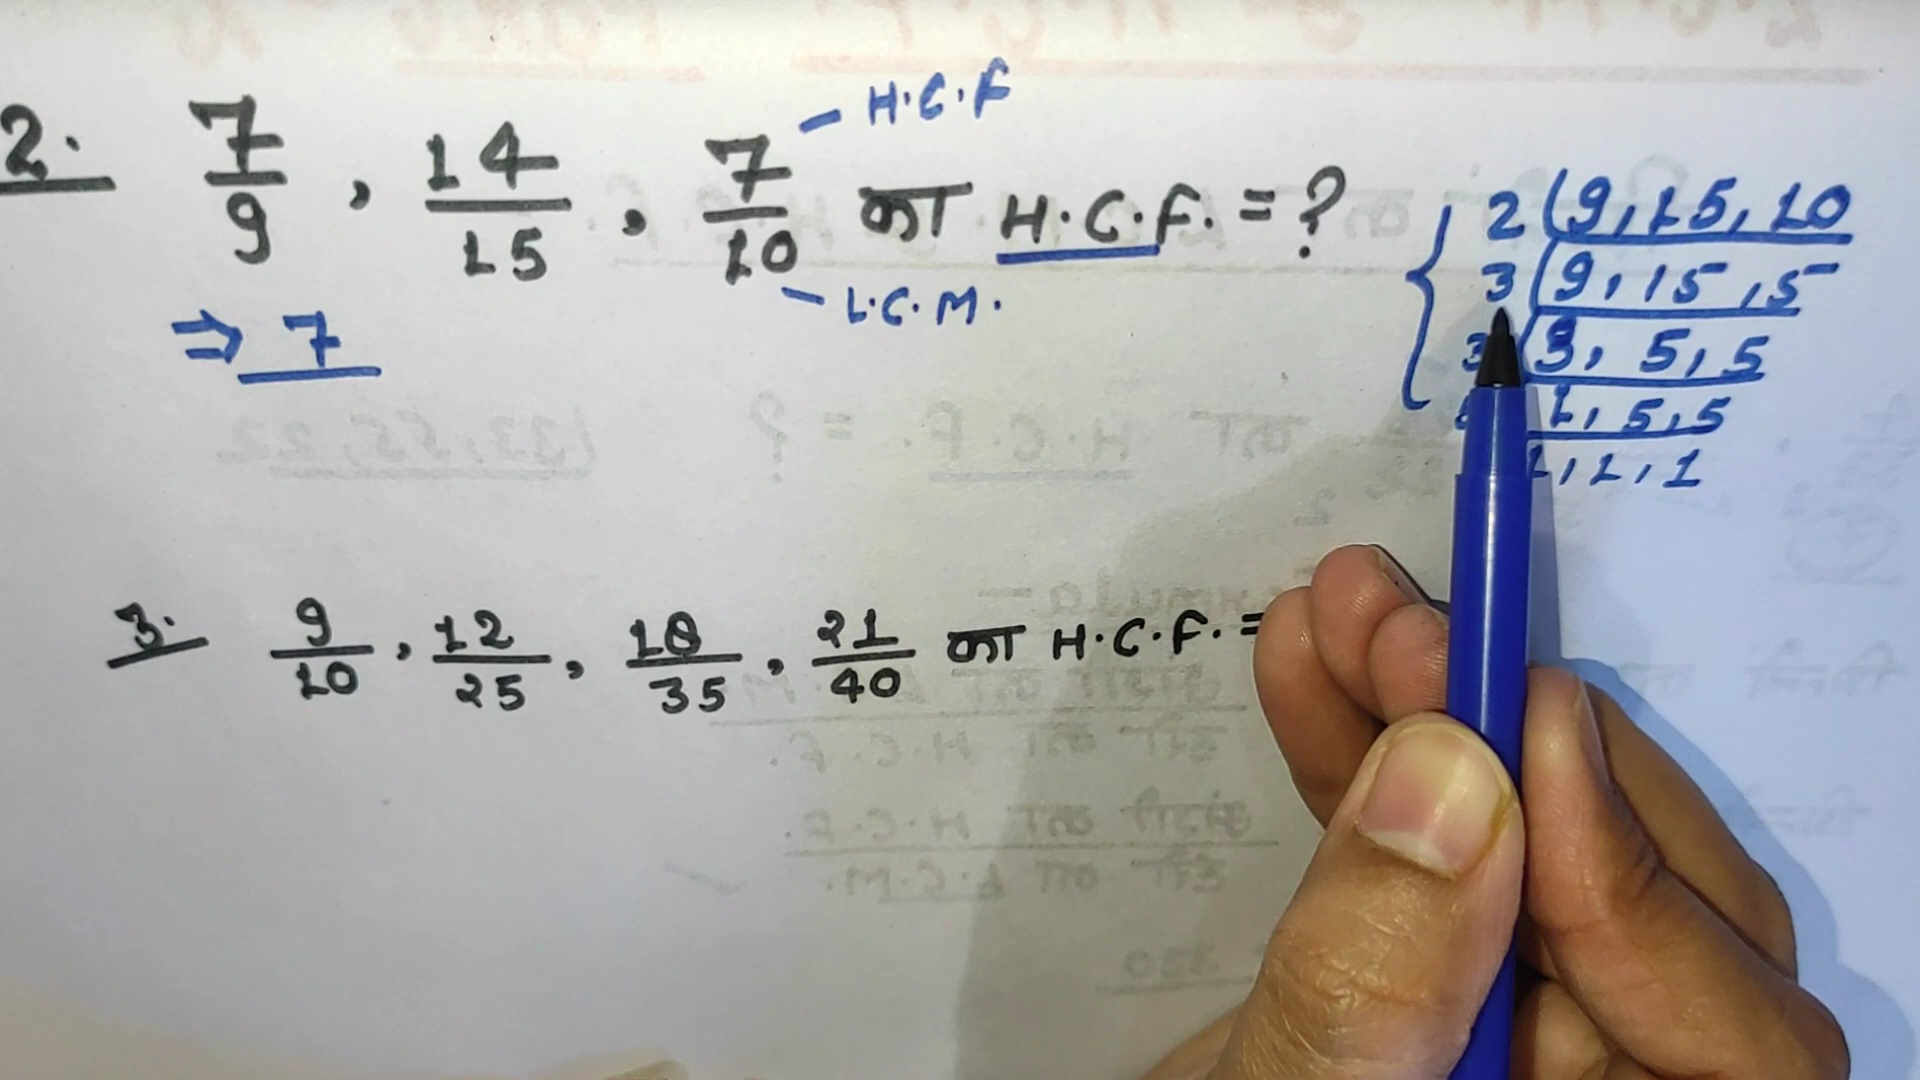 2. 7/9 , 14/15 , 7/10 का H.C.F. = ?
– H.C.F
– L.C.M.
⇒ 7
2 ( 9, 15, 10
3 ( 9, 15, 5
3 ( 3, 5, 5
1, 5, 5
1, 1, 1
3. 9/10 , 12/25 , 18/35 , 21/40 का H.C.F. =